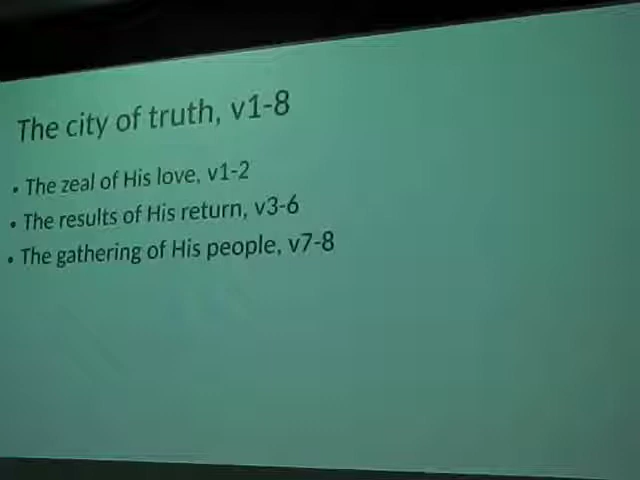 The city of truth, v1-8
• The zeal of His love, v1-2
• The results of His return, v3-6
• The gathering of His people, v7-8